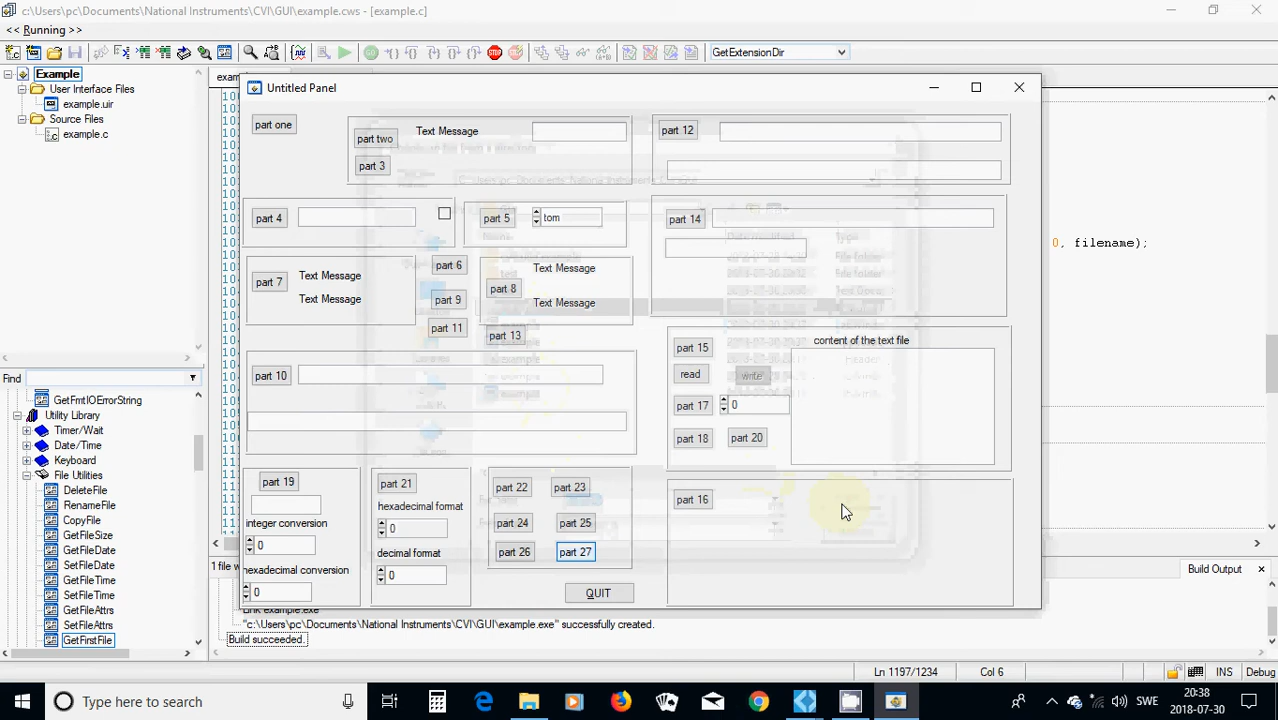 c:\Users\pc\Documents\National Instruments\CVI\GUI\example.cws - [example.c]
<< Running >>
GetExtensionDir
Example
User Interface Files
example.uir
Source Files
example.c
Untitled Panel
part one
part two
Text Message
part 3
part 12
part 4
part 5
tom
part 14
0, filename);
part 6
part 7
Text Message
Text Message
part 8
Text Message
Text Message
part 9
part 11
part 13
part 15
content of the text file
read
write
part 10
part 17
0
part 18
part 20
part 19
integer conversion
0
hexadecimal conversion
0
part 21
hexadecimal format
0
decimal format
0
part 22
part 23
part 24
part 25
part 26
part 27
QUIT
part 16
Find
GetFmtIOErrorString
Utility Library
Timer/Wait
Date/Time
Keyboard
File Utilities
DeleteFile
RenameFile
CopyFile
GetFileSize
GetFileDate
SetFileDate
GetFileTime
SetFileTime
GetFileAttrs
SetFileAttrs
GetFirstFile
Build Output
Link example.exe
"c:\Users\pc\Documents\National Instruments\CVI\GUI\example.exe" successfully created.
Build succeeded.
Ln 1197/1234
Col 6
INS
Debug
Type here to search
SWE
20:38
2018-07-30